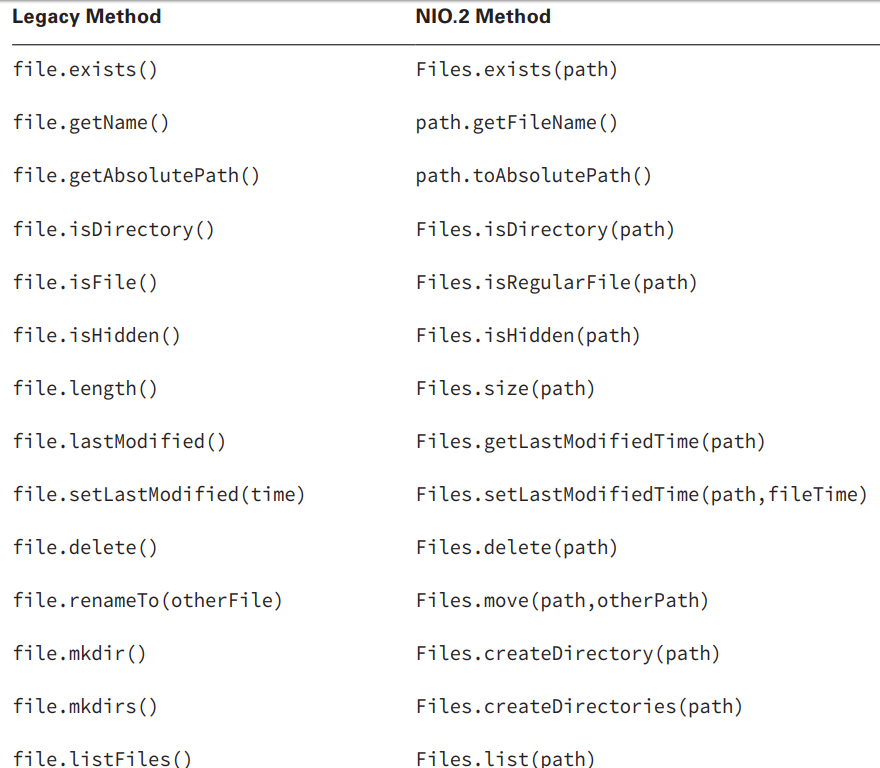 Legacy Method NIO.2 Method
file.exists() Files.exists(path)
file.getName() path.getFileName()
file.getAbsolutePath() path.toAbsolutePath()
file.isDirectory() Files.isDirectory(path)
file.isFile() Files.isRegularFile(path)
file.isHidden() Files.isHidden(path)
file.length() Files.size(path)
file.lastModified() Files.getLastModifiedTime(path)
file.setLastModified(time) Files.setLastModifiedTime(path,fileTime)
file.delete() Files.delete(path)
file.renameTo(otherFile) Files.move(path,otherPath)
file.mkdir() Files.createDirectory(path)
file.mkdirs() Files.createDirectories(path)
file.listFiles() Files.list(path)